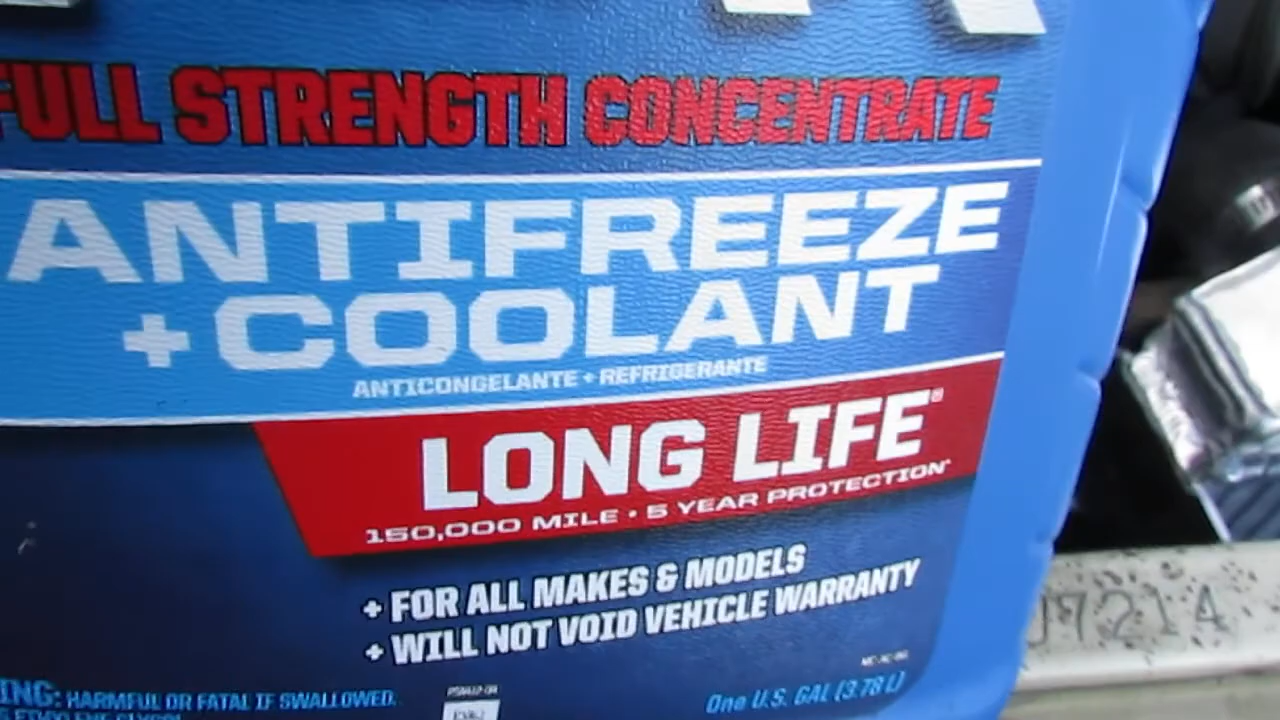 FULL STRENGTH CONCENTRATE
ANTIFREEZE
+COOLANT
ANTICONGELANTE + REFRIGERANTE
LONG LIFE®
150,000 MILE • 5 YEAR PROTECTION*
+ FOR ALL MAKES & MODELS
+ WILL NOT VOID VEHICLE WARRANTY
HARMFUL OR FATAL IF SWALLOWED.
One U.S. GAL (3.78 L)
7214